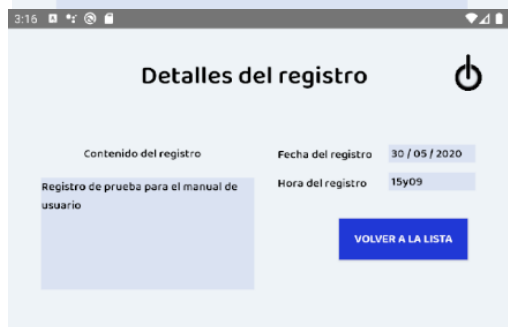 3:16
Detalles del registro
Contenido del registro
Registro de prueba para el manual de
usuario
Fecha del registro 30 / 05 / 2020
Hora del registro 15y09
VOLVER A LA LISTA